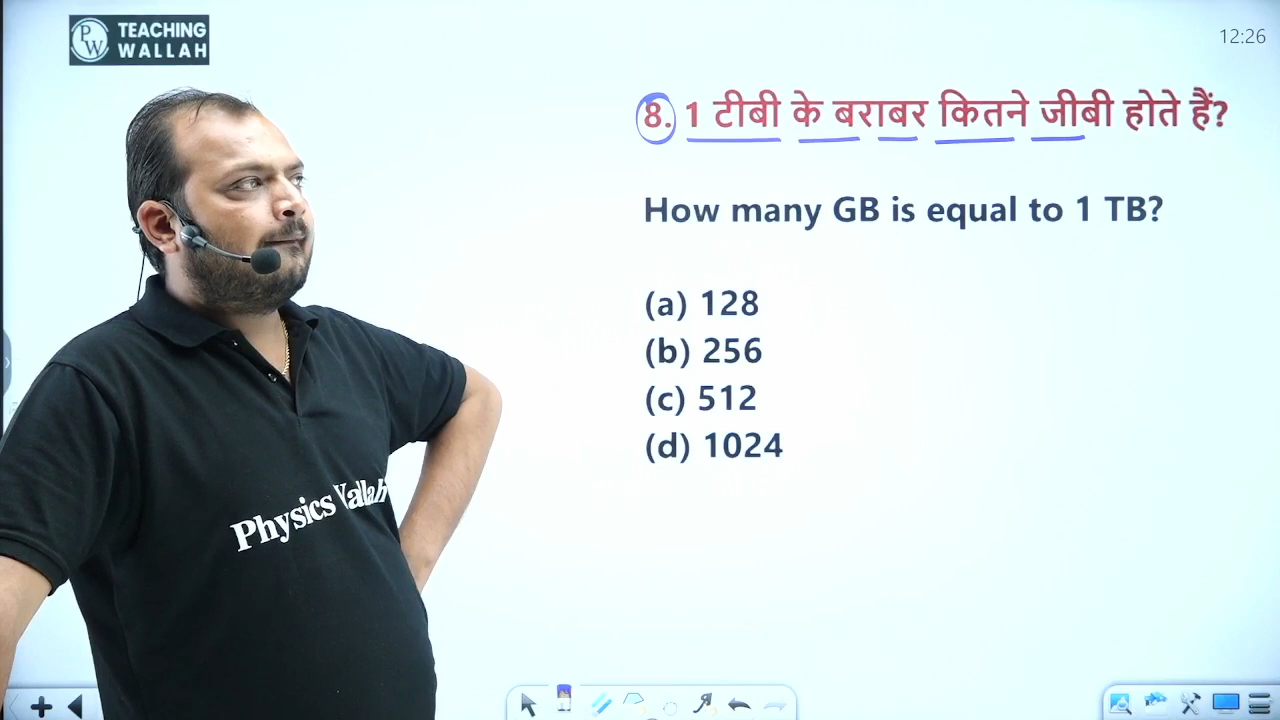 PW
TEACHING
WALLAH
12:26
8. 1 टीबी के बराबर कितने जीबी होते हैं?
How many GB is equal to 1 TB?
(a) 128
(b) 256
(c) 512
(d) 1024
Physics Wallah